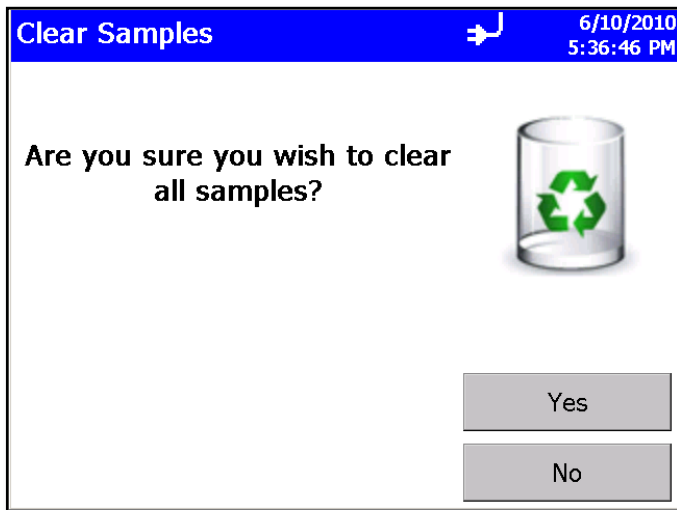 Clear Samples
6/10/2010
5:36:46 PM
Are you sure you wish to clear
all samples?
Yes
No